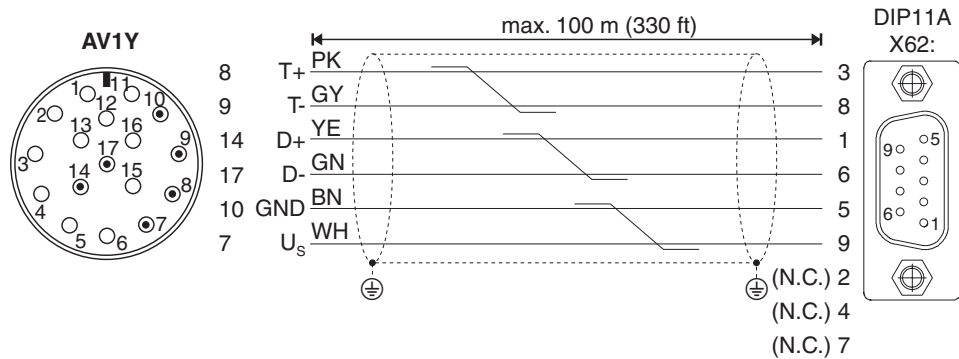 DIP11A
max. 100 m (330 ft)
AV1Y
X62:
8 T+ PK 3
9 T- GY 8
14 D+ YE 1
17 D- GN 6
10 GND BN 5
7 U_S WH 9
(N.C.) 2
(N.C.) 4
(N.C.) 7
1 11
12 10
2
13 16
9
3 17
14 15 8
4
5 6 7
5
9
6
1